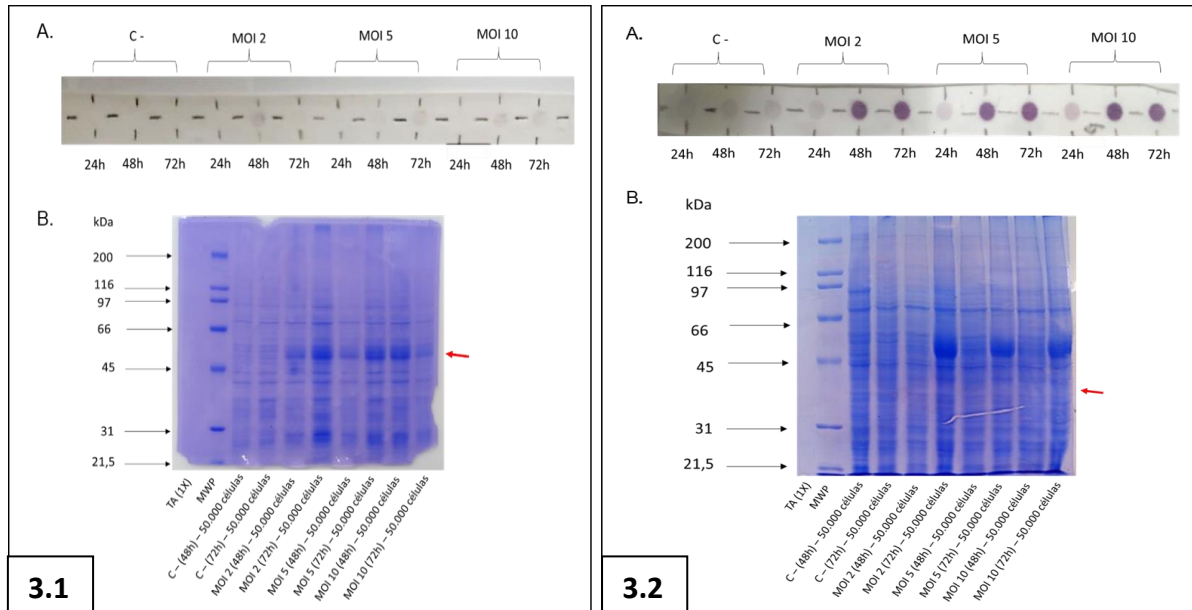 A.
C -
MOI 2
MOI 5
MOI 10
24h 48h 72h 24h 48h 72h 24h 48h 72h 24h 48h 72h
B.
kDa
200
116
97
66
45
31
21,5
TA (1X)
MWP
C – (48h) – 50.000 células
C – (72h) – 50.000 células
MOI 2 (48h) – 50.000 células
MOI 2 (72h) – 50.000 células
MOI 5 (48h) – 50.000 células
MOI 5 (72h) – 50.000 células
MOI 10 (48h) – 50.000 células
MOI 10 (72h) – 50.000 células
3.1
A.
C -
MOI 2
MOI 5
MOI 10
24h 48h 72h 24h 48h 72h 24h 48h 72h 24h 48h 72h
B.
kDa
200
116
97
66
45
31
21,5
TA (1X)
MWP
C – (48h) – 50.000 células
C – (72h) – 50.000 células
MOI 2 (48h) – 50.000 células
MOI 2 (72h) – 50.000 células
MOI 5 (48h) – 50.000 células
MOI 5 (72h) – 50.000 células
MOI 10 (48h) – 50.000 células
MOI 10 (72h) – 50.000 células
3.2